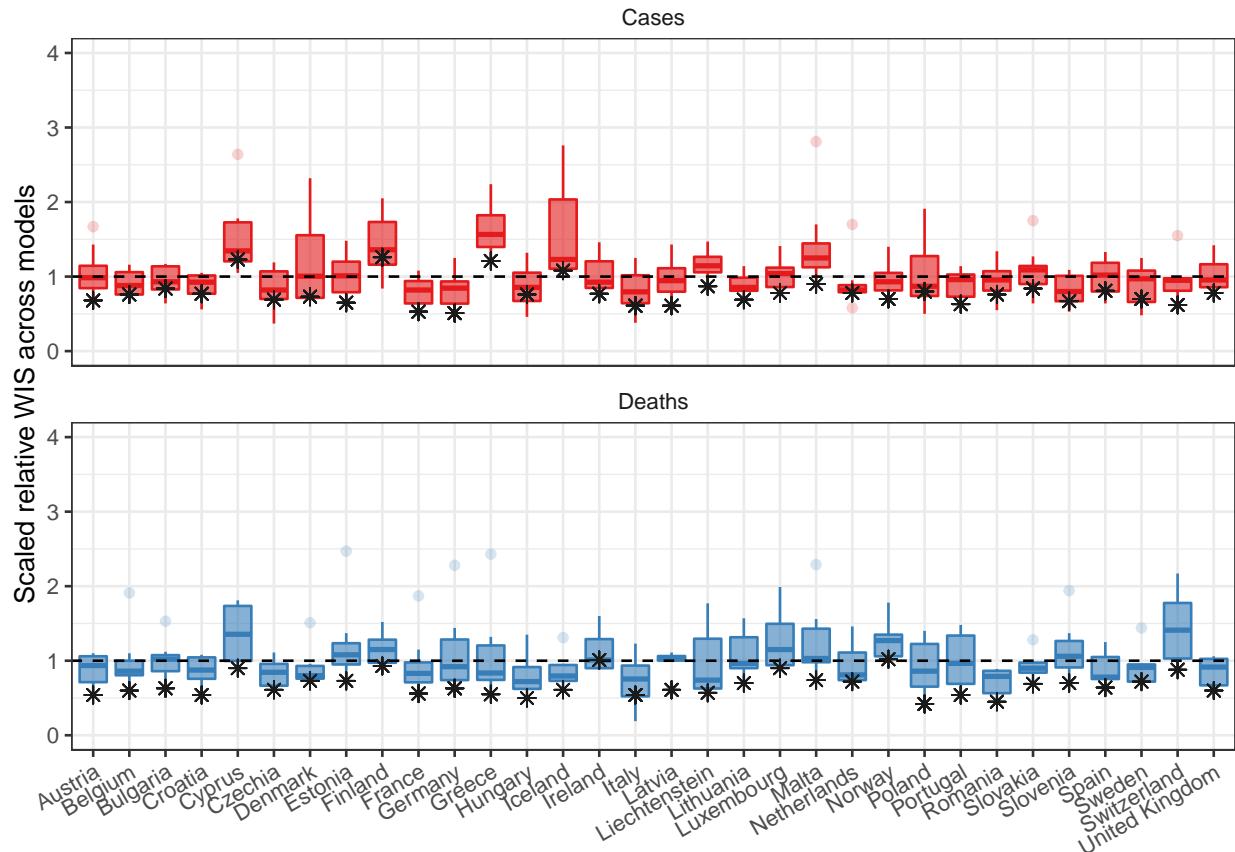 Cases
4
3
2
1
0
Scaled relative WIS across models
Deaths
4
3
2
1
0
Austria
Belgium
Bulgaria
Croatia
Cyprus
Czechia
Denmark
Estonia
Finland
France
Germany
Greece
Hungary
Iceland
Ireland
Italy
Latvia
Liechtenstein
Lithuania
Luxembourg
Malta
Netherlands
Norway
Poland
Portugal
Romania
Slovakia
Slovenia
Spain
Sweden
Switzerland
United Kingdom